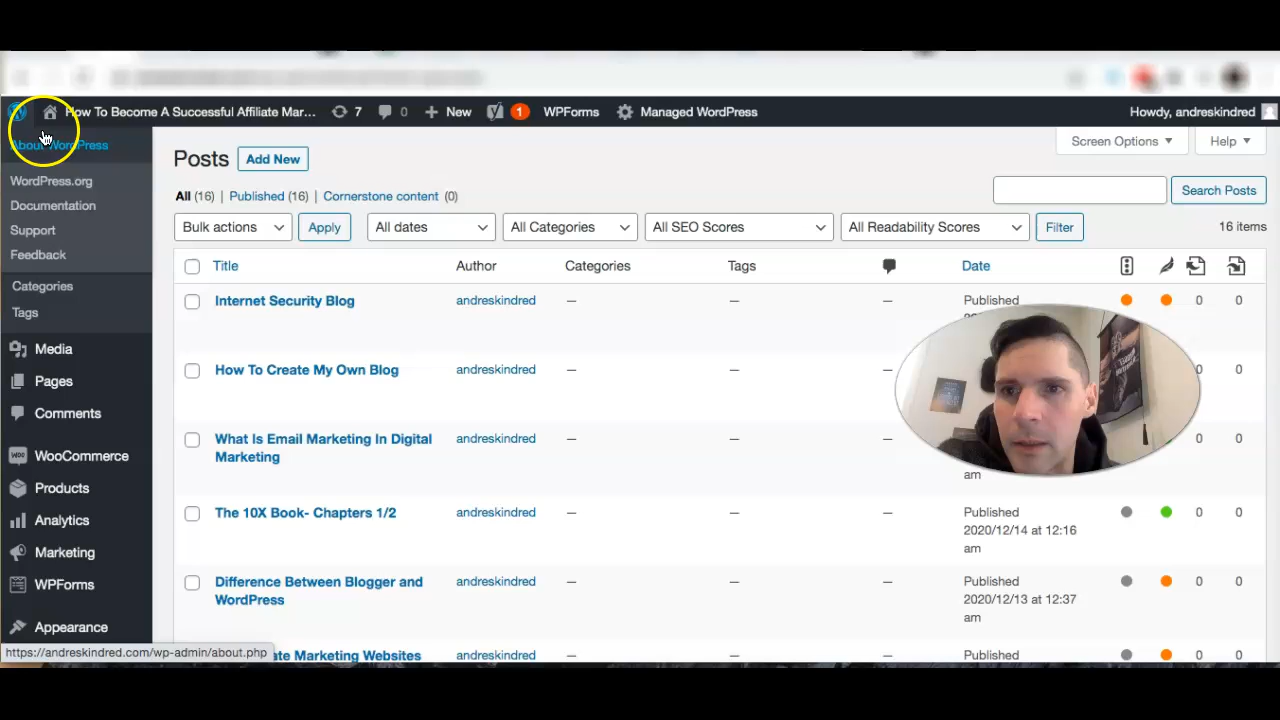 How To Become A Successful Affiliate Mar... 7 0 New 1 WPForms Managed WordPress Howdy, andreskindred
About WordPress
WordPress.org
Documentation
Support
Feedback
Categories
Tags
Media
Pages
Comments
WooCommerce
Products
Analytics
Marketing
WPForms
Appearance
https://andreskindred.com/wp-admin/about.php
Screen Options Help
Posts Add New
All (16) | Published (16) | Cornerstone content (0)
Search Posts
Bulk actions Apply All dates All Categories All SEO Scores All Readability Scores Filter 16 items
Title Author Categories Tags Date
Internet Security Blog andreskindred — — — Published 0 0
How To Create My Own Blog andreskindred — — — 0
What Is Email Marketing In Digital andreskindred — — — 0
Marketing
am
The 10X Book- Chapters 1/2 andreskindred — — — Published 0 0
2020/12/14 at 12:16
am
Difference Between Blogger and andreskindred — — — Published 0 0
WordPress 2020/12/13 at 12:37
am
Marketing Websites andreskindred — — — Published 0 0